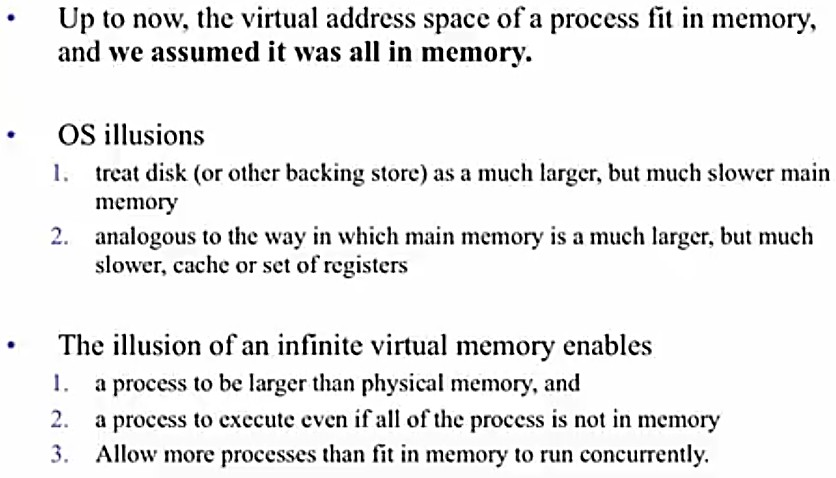 • Up to now, the virtual address space of a process fit in memory,
and we assumed it was all in memory.
• OS illusions
1. treat disk (or other backing store) as a much larger, but much slower main
memory
2. analogous to the way in which main memory is a much larger, but much
slower, cache or set of registers
• The illusion of an infinite virtual memory enables
1. a process to be larger than physical memory, and
2. a process to execute even if all of the process is not in memory
3. Allow more processes than fit in memory to run concurrently.